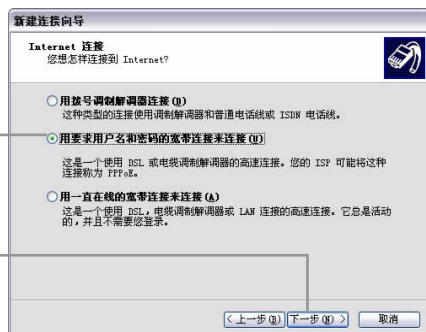 新建连接向导
Internet 连接
您想怎样连接到 Internet?
用拨号调制解调器连接(D)
这种类型的连接使用调制解调器和普通电话线或 ISDN 电话线。
用要求用户名和密码的宽带连接来连接(U)
这是一个使用 DSL 或电缆调制解调器的高速连接。您的 ISP 可能将这种
连接称为 PPPoE。
用一直在线的宽带连接来连接(A)
这是一个使用 DSL，电缆调制解调器或 LAN 连接的高速连接。它总是活动
的，并且不需要您登录。
< 上一步(B) 下一步(N) > 取消